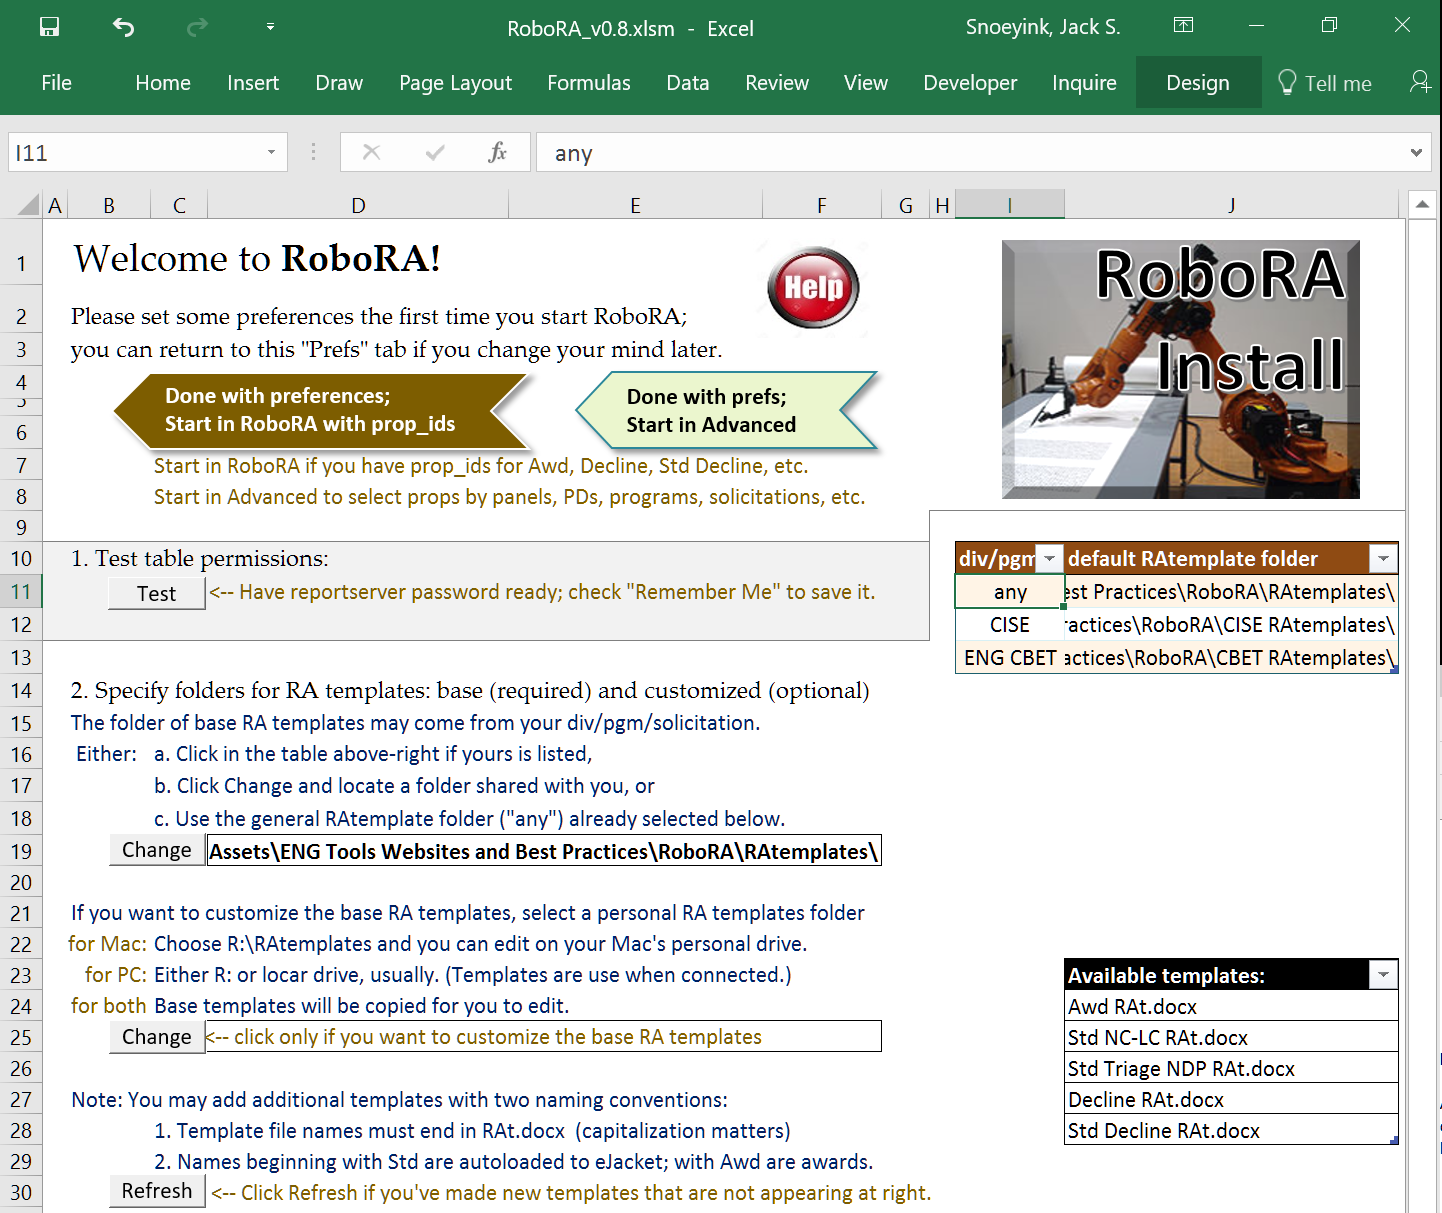 RoboRA_v0.8.xlsm - Excel
Snoeyink, Jack S.
File Home Insert Draw Page Layout Formulas Data Review View Developer Inquire Design Tell me
I11 fx any
A B C D E F G H I J
1 Welcome to RoboRA!
Help
RoboRA
Install
2 Please set some preferences the first time you start RoboRA;
3 you can return to this "Prefs" tab if you change your mind later.
4
5
6
Done with preferences;
Start in RoboRA with prop_ids
Done with prefs;
Start in Advanced
7 Start in RoboRA if you have prop_ids for Awd, Decline, Std Decline, etc.
8 Start in Advanced to select props by panels, PDs, programs, solicitations, etc.
9
10 1. Test table permissions: div/pgm default RAtemplate folder
11 Test <-- Have reportserver password ready; check "Remember Me" to save it. any est Practices\RoboRA\RAtemplates\
12 CISE ractices\RoboRA\CISE RAtemplates\
13 ENG CBET actices\RoboRA\CBET RAtemplates\
14 2. Specify folders for RA templates: base (required) and customized (optional)
15 The folder of base RA templates may come from your div/pgm/solicitation.
16 Either: a. Click in the table above-right if yours is listed,
17 b. Click Change and locate a folder shared with you, or
18 c. Use the general RAtemplate folder ("any") already selected below.
19 Change Assets\ENG Tools Websites and Best Practices\RoboRA\RAtemplates\
20
21 If you want to customize the base RA templates, select a personal RA templates folder
22 for Mac: Choose R:\RAtemplates and you can edit on your Mac's personal drive.
23 for PC: Either R: or locar drive, usually. (Templates are use when connected.) Available templates:
24 for both Base templates will be copied for you to edit. Awd RAt.docx
25 Change <-- click only if you want to customize the base RA templates Std NC-LC RAt.docx
26 Std Triage NDP RAt.docx
27 Note: You may add additional templates with two naming conventions: Decline RAt.docx
28 1. Template file names must end in RAt.docx (capitalization matters) Std Decline RAt.docx
29 2. Names beginning with Std are autoloaded to eJacket; with Awd are awards.
30 Refresh <-- Click Refresh if you've made new templates that are not appearing at right.